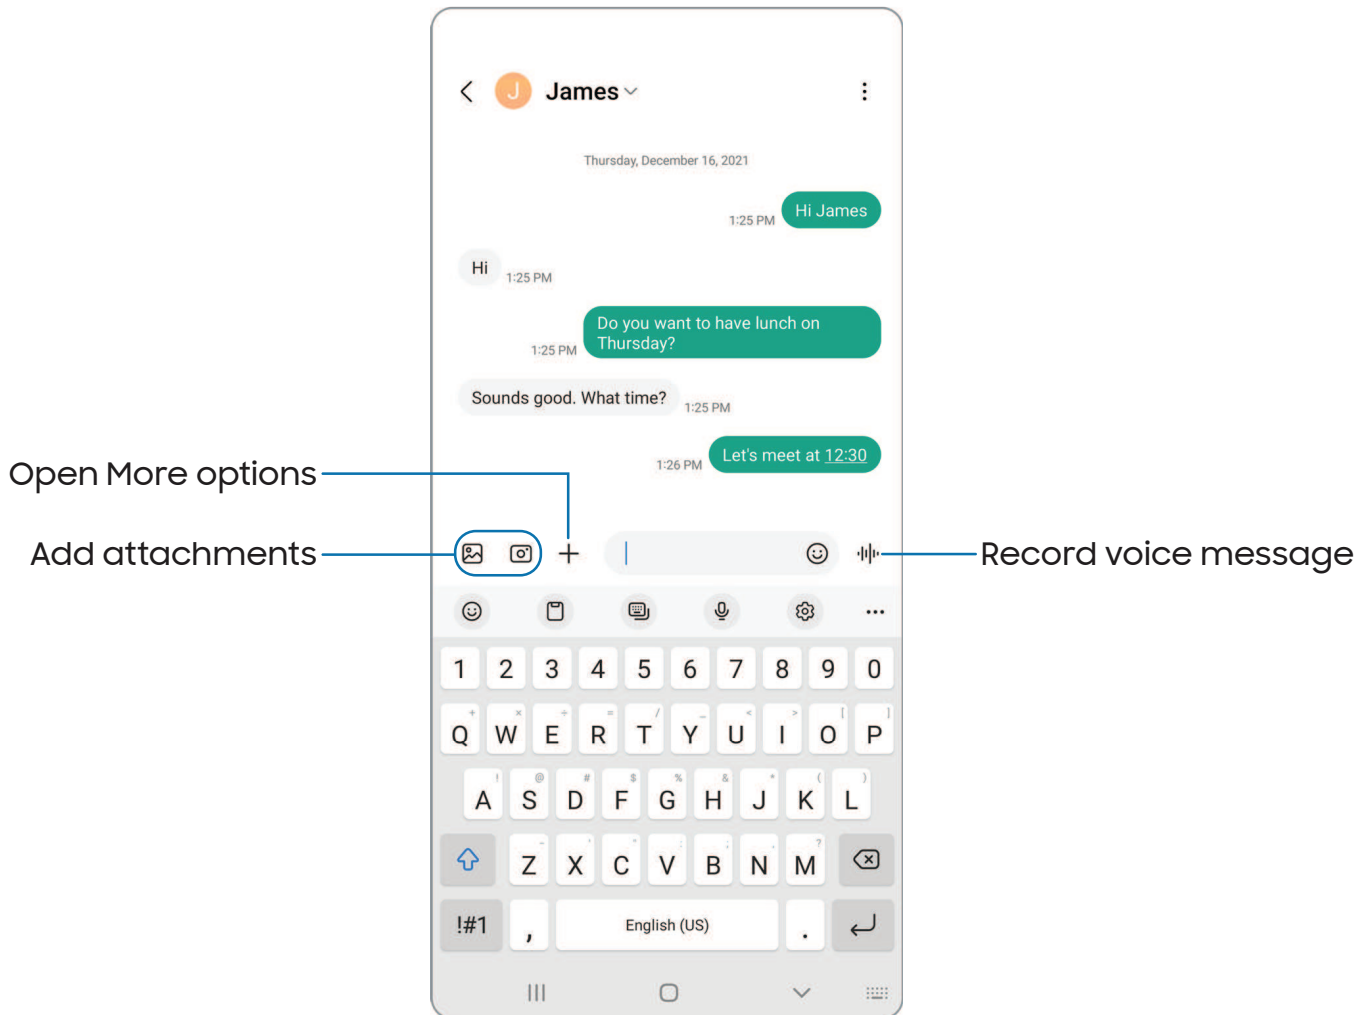 J James
Thursday, December 16, 2021
1:25 PM Hi James
Hi 1:25 PM
Do you want to have lunch on
1:25 PM Thursday?
Sounds good. What time? 1:25 PM
1:26 PM Let's meet at 12:30
Open More options
Add attachments
Record voice message
1 2 3 4 5 6 7 8 9 0
+ × ÷ = / _ < > [ ]
Q W E R T Y U I O P
! @ # $ % & * ( )
A S D F G H J K L
- ' " : ; , ?
Z X C V B N M
!#1 , English (US) .